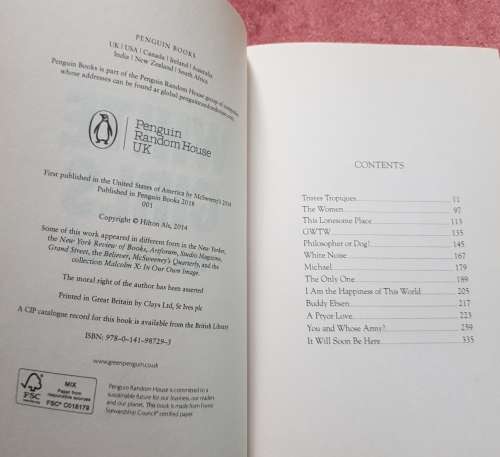 PENGUIN BOOKS
UK | USA | Canada | Ireland | Australia
India | New Zealand | South Africa
Penguin Books is part of the Penguin Random House group of companies
whose addresses can be found at global.penguinrandomhouse.com.
Penguin
Random House
UK
First published in the United States of America by McSweeney's 2014
Published in Penguin Books 2018
001
Copyright © Hilton Als, 2014
Some of this work appeared in different form in the New Yorker,
the New York Review of Books, Artforum, Studio Magazine,
Grand Street, the Believer, McSweeney's Quarterly, and the
collection Malcolm X: In Our Own Image.
The moral right of the author has been asserted
Printed in Great Britain by Clays Ltd, St Ives plc
A CIP catalogue record for this book is available from the British Library
ISBN: 978-0-141-98729-3
www.greenpenguin.co.uk
FSC
www.fsc.org
MIX
Paper from
responsible sources
FSC® C018179
Penguin Random House is committed to a
sustainable future for our business, our readers
and our planet. This book is made from Forest
Stewardship Council® certified paper.
CONTENTS
Tristes Tropiques 11
The Women 97
This Lonesome Place 113
GWTW 135
Philosopher or Dog? 145
White Noise 167
Michael 179
The Only One 189
I Am the Happiness of This World 205
Buddy Ebsen 217
A Pryor Love 223
You and Whose Army? 259
It Will Soon Be Here 335